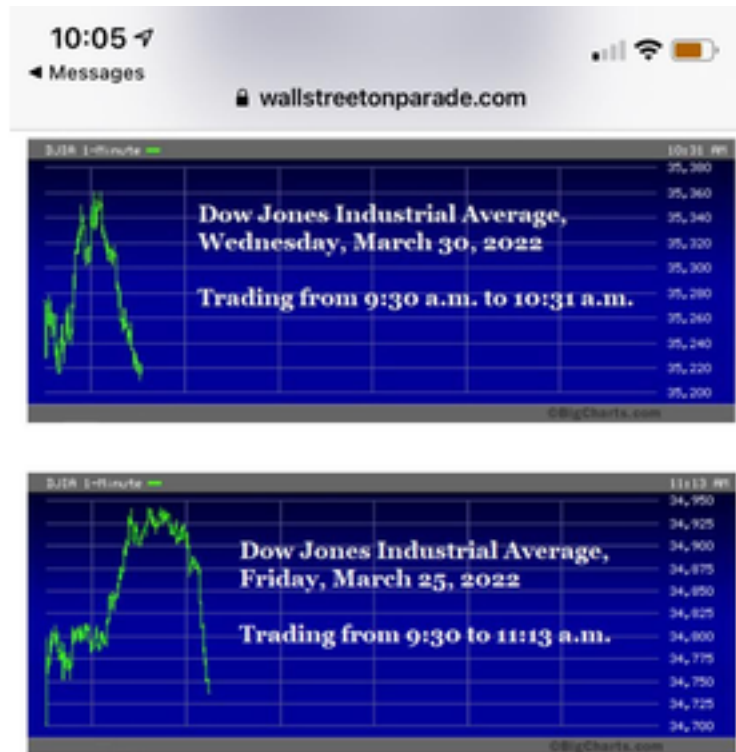 10:05
◀ Messages
wallstreetonparade.com
DJIA 1-Minute
10:31 AM
35,380
35,360
Dow Jones Industrial Average,
35,340
Wednesday, March 30, 2022
35,320
35,300
Trading from 9:30 a.m. to 10:31 a.m.
35,280
35,260
35,240
35,220
35,200
©BigCharts.com
DJIA 1-Minute
11:13 AM
34,950
34,925
Dow Jones Industrial Average,
34,900
34,875
Friday, March 25, 2022
34,850
34,825
Trading from 9:30 to 11:13 a.m.
34,800
34,775
34,750
34,725
34,700
©BigCharts.com